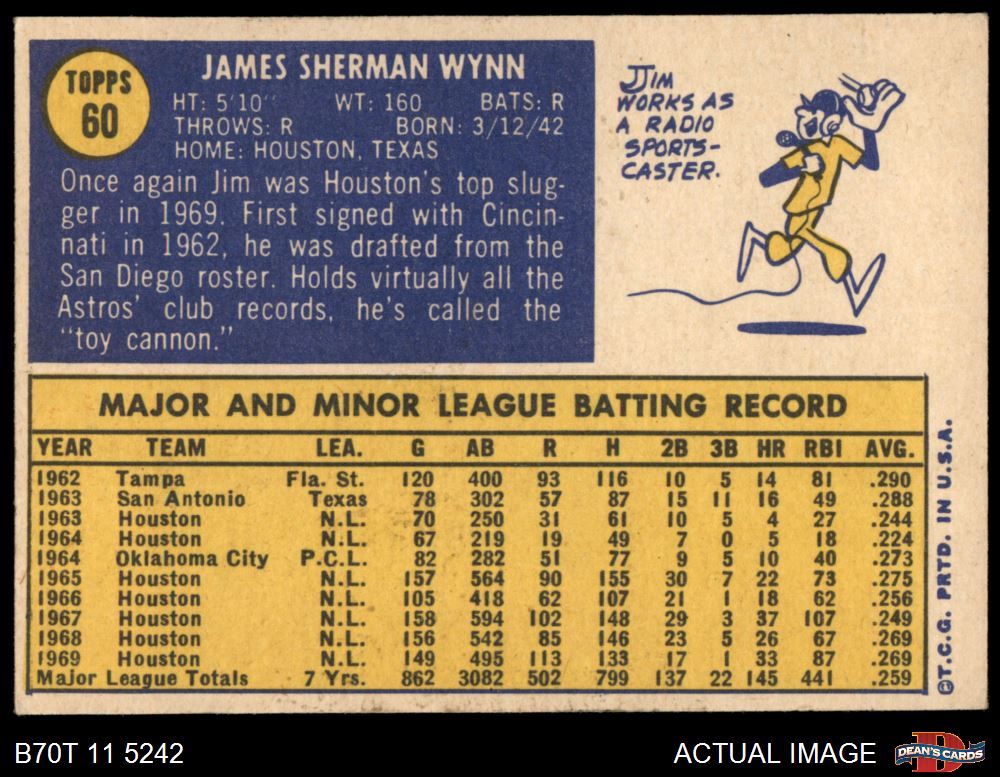 TOPPS
60
JAMES SHERMAN WYNN
HT: 5'10" WT: 160 BATS: R
THROWS: R BORN: 3/12/42
HOME: HOUSTON, TEXAS
Once again Jim was Houston's top slug-
ger in 1969. First signed with Cincin-
nati in 1962, he was drafted from the
San Diego roster. Holds virtually all the
Astros' club records, he's called the
"toy cannon."
JIM
WORKS AS
A RADIO
SPORTS-
CASTER.
MAJOR AND MINOR LEAGUE BATTING RECORD
YEAR TEAM LEA. G AB R H 2B 3B HR RBI AVG.
1962 Tampa Fla. St. 120 400 93 116 10 5 14 81 .290
1963 San Antonio Texas 78 302 57 87 15 11 16 49 .288
1963 Houston N.L. 70 250 31 61 10 5 4 27 .244
1964 Houston N.L. 67 219 19 49 7 0 5 18 .224
1964 Oklahoma City P.C.L. 82 282 51 77 9 5 10 40 .273
1965 Houston N.L. 157 564 90 155 30 7 22 73 .275
1966 Houston N.L. 105 418 62 107 21 1 18 62 .256
1967 Houston N.L. 158 594 102 148 29 3 37 107 .249
1968 Houston N.L. 156 542 85 146 23 5 26 67 .269
1969 Houston N.L. 149 495 113 133 17 1 33 87 .269
Major League Totals 7 Yrs. 862 3082 502 799 137 22 145 441 .259
©T.C.G. PRTD. IN U.S.A.
B70T 11 5242
ACTUAL IMAGE
DEAN'S CARDS